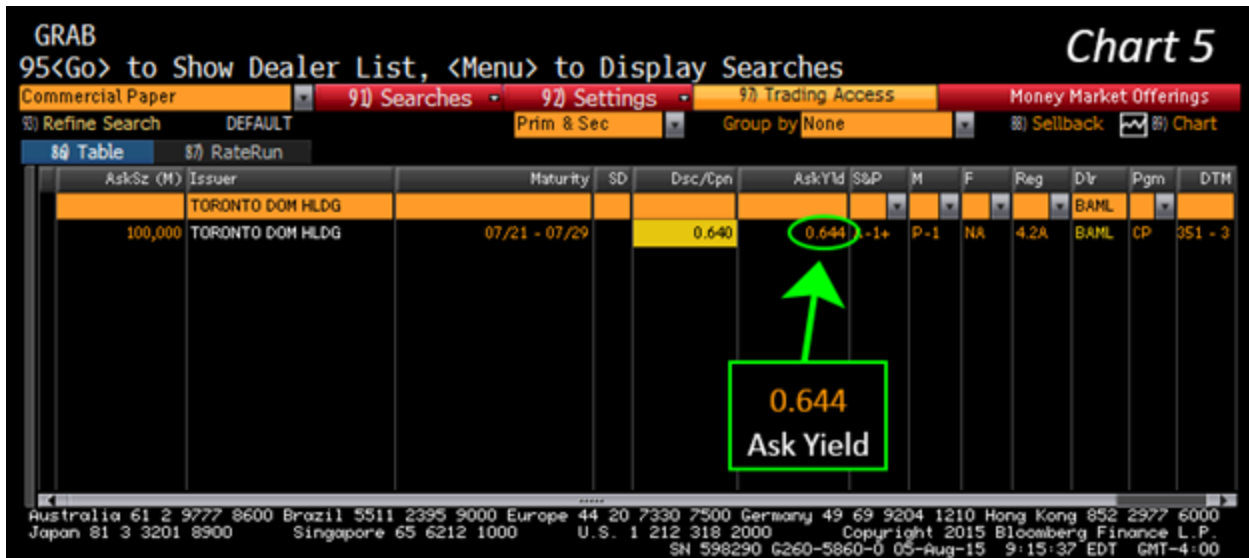 GRAB
Chart 5
95<Go> to Show Dealer List, <Menu> to Display Searches
Commercial Paper 91) Searches 92) Settings 97) Trading Access Money Market Offerings
93) Refine Search DEFAULT Prim & Sec Group by None 88) Sellback 89) Chart
86) Table 87) RateRun
AskSz (M) Issuer Maturity SD Dsc/Cpn AskYld S&P M F Reg Dlr Pgm DTM
TORONTO DOM HLDG BAML
100,000 TORONTO DOM HLDG 07/21 - 07/29 0.640 0.644 A-1+ P-1 NA 4.2A BAML CP 351 - 3
0.644
Ask Yield
Australia 61 2 9777 8600 Brazil 5511 2395 9000 Europe 44 20 7330 7500 Germany 49 69 9204 1210 Hong Kong 852 2977 6000
Japan 81 3 3201 8900 Singapore 65 6212 1000 U.S. 1 212 318 2000 Copyright 2015 Bloomberg Finance L.P.
SN 598290 G260-5860-0 05-Aug-15 9:15:37 EDT GMT-4:00